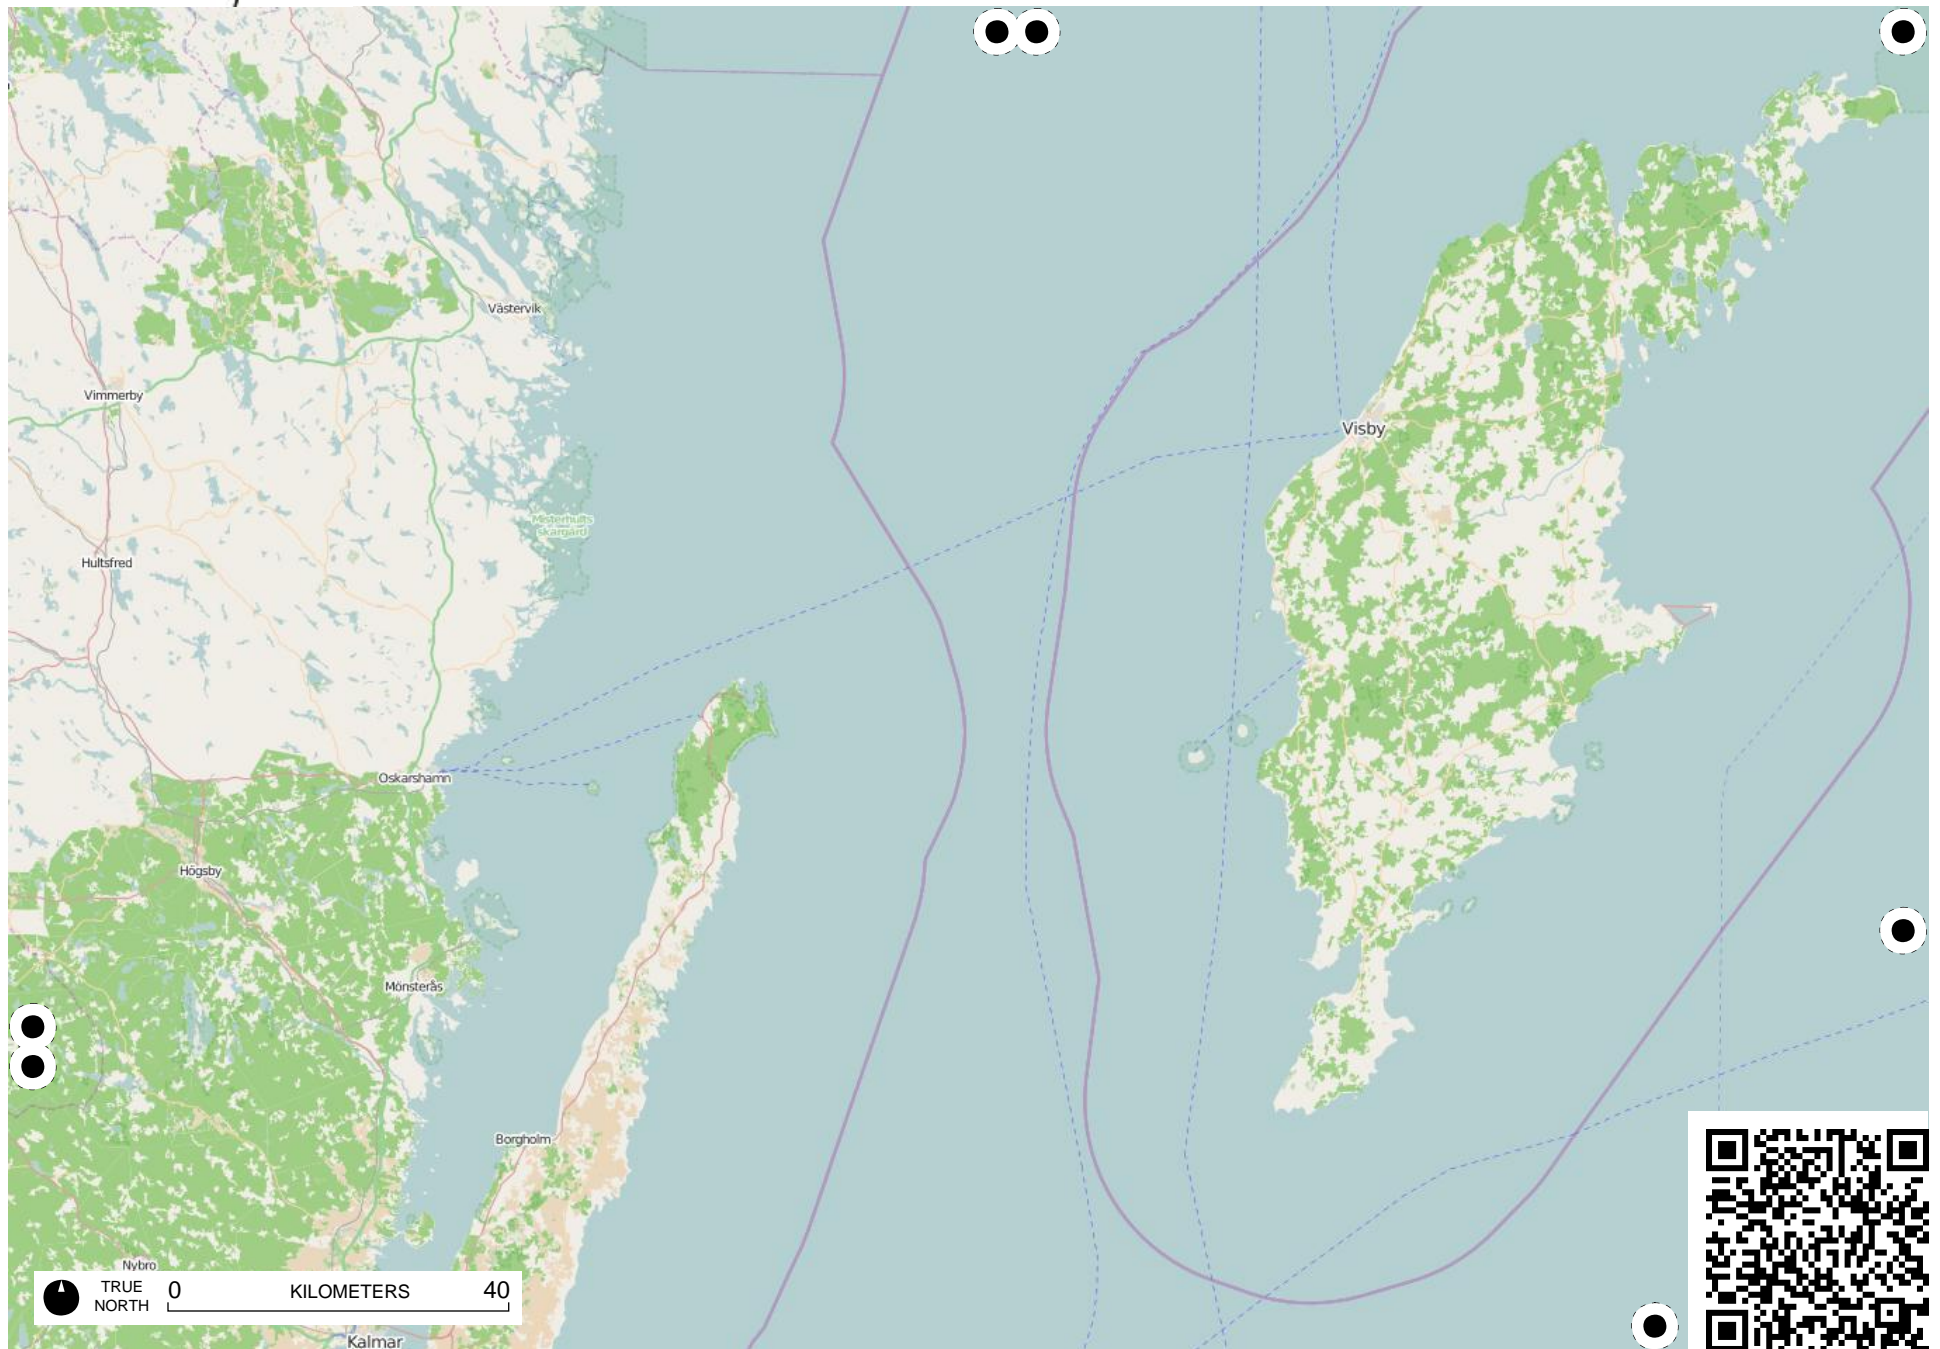 Västervik
Vimmerby
Visby
Misterhults
skärgård
Hultsfred
Oskarshamn
Högsby
Mönsterås
Borgholm
Nybro
TRUE
NORTH
0 KILOMETERS 40
Kalmar